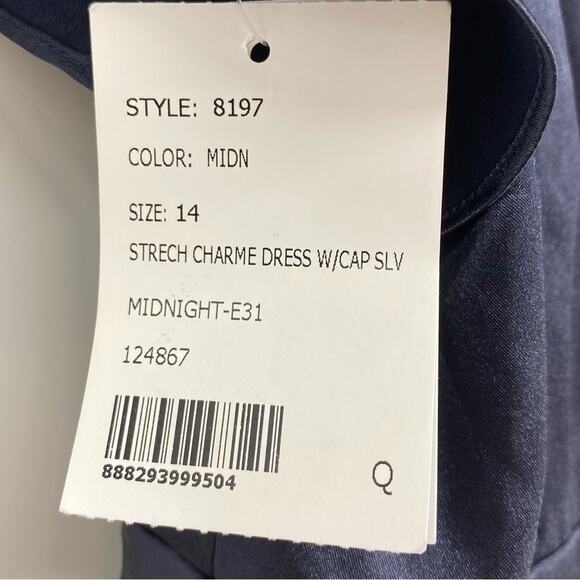 STYLE: 8197
COLOR: MIDN
SIZE: 14
STRECH CHARME DRESS W/CAP SLV
MIDNIGHT-E31
124867
888293999504
Q